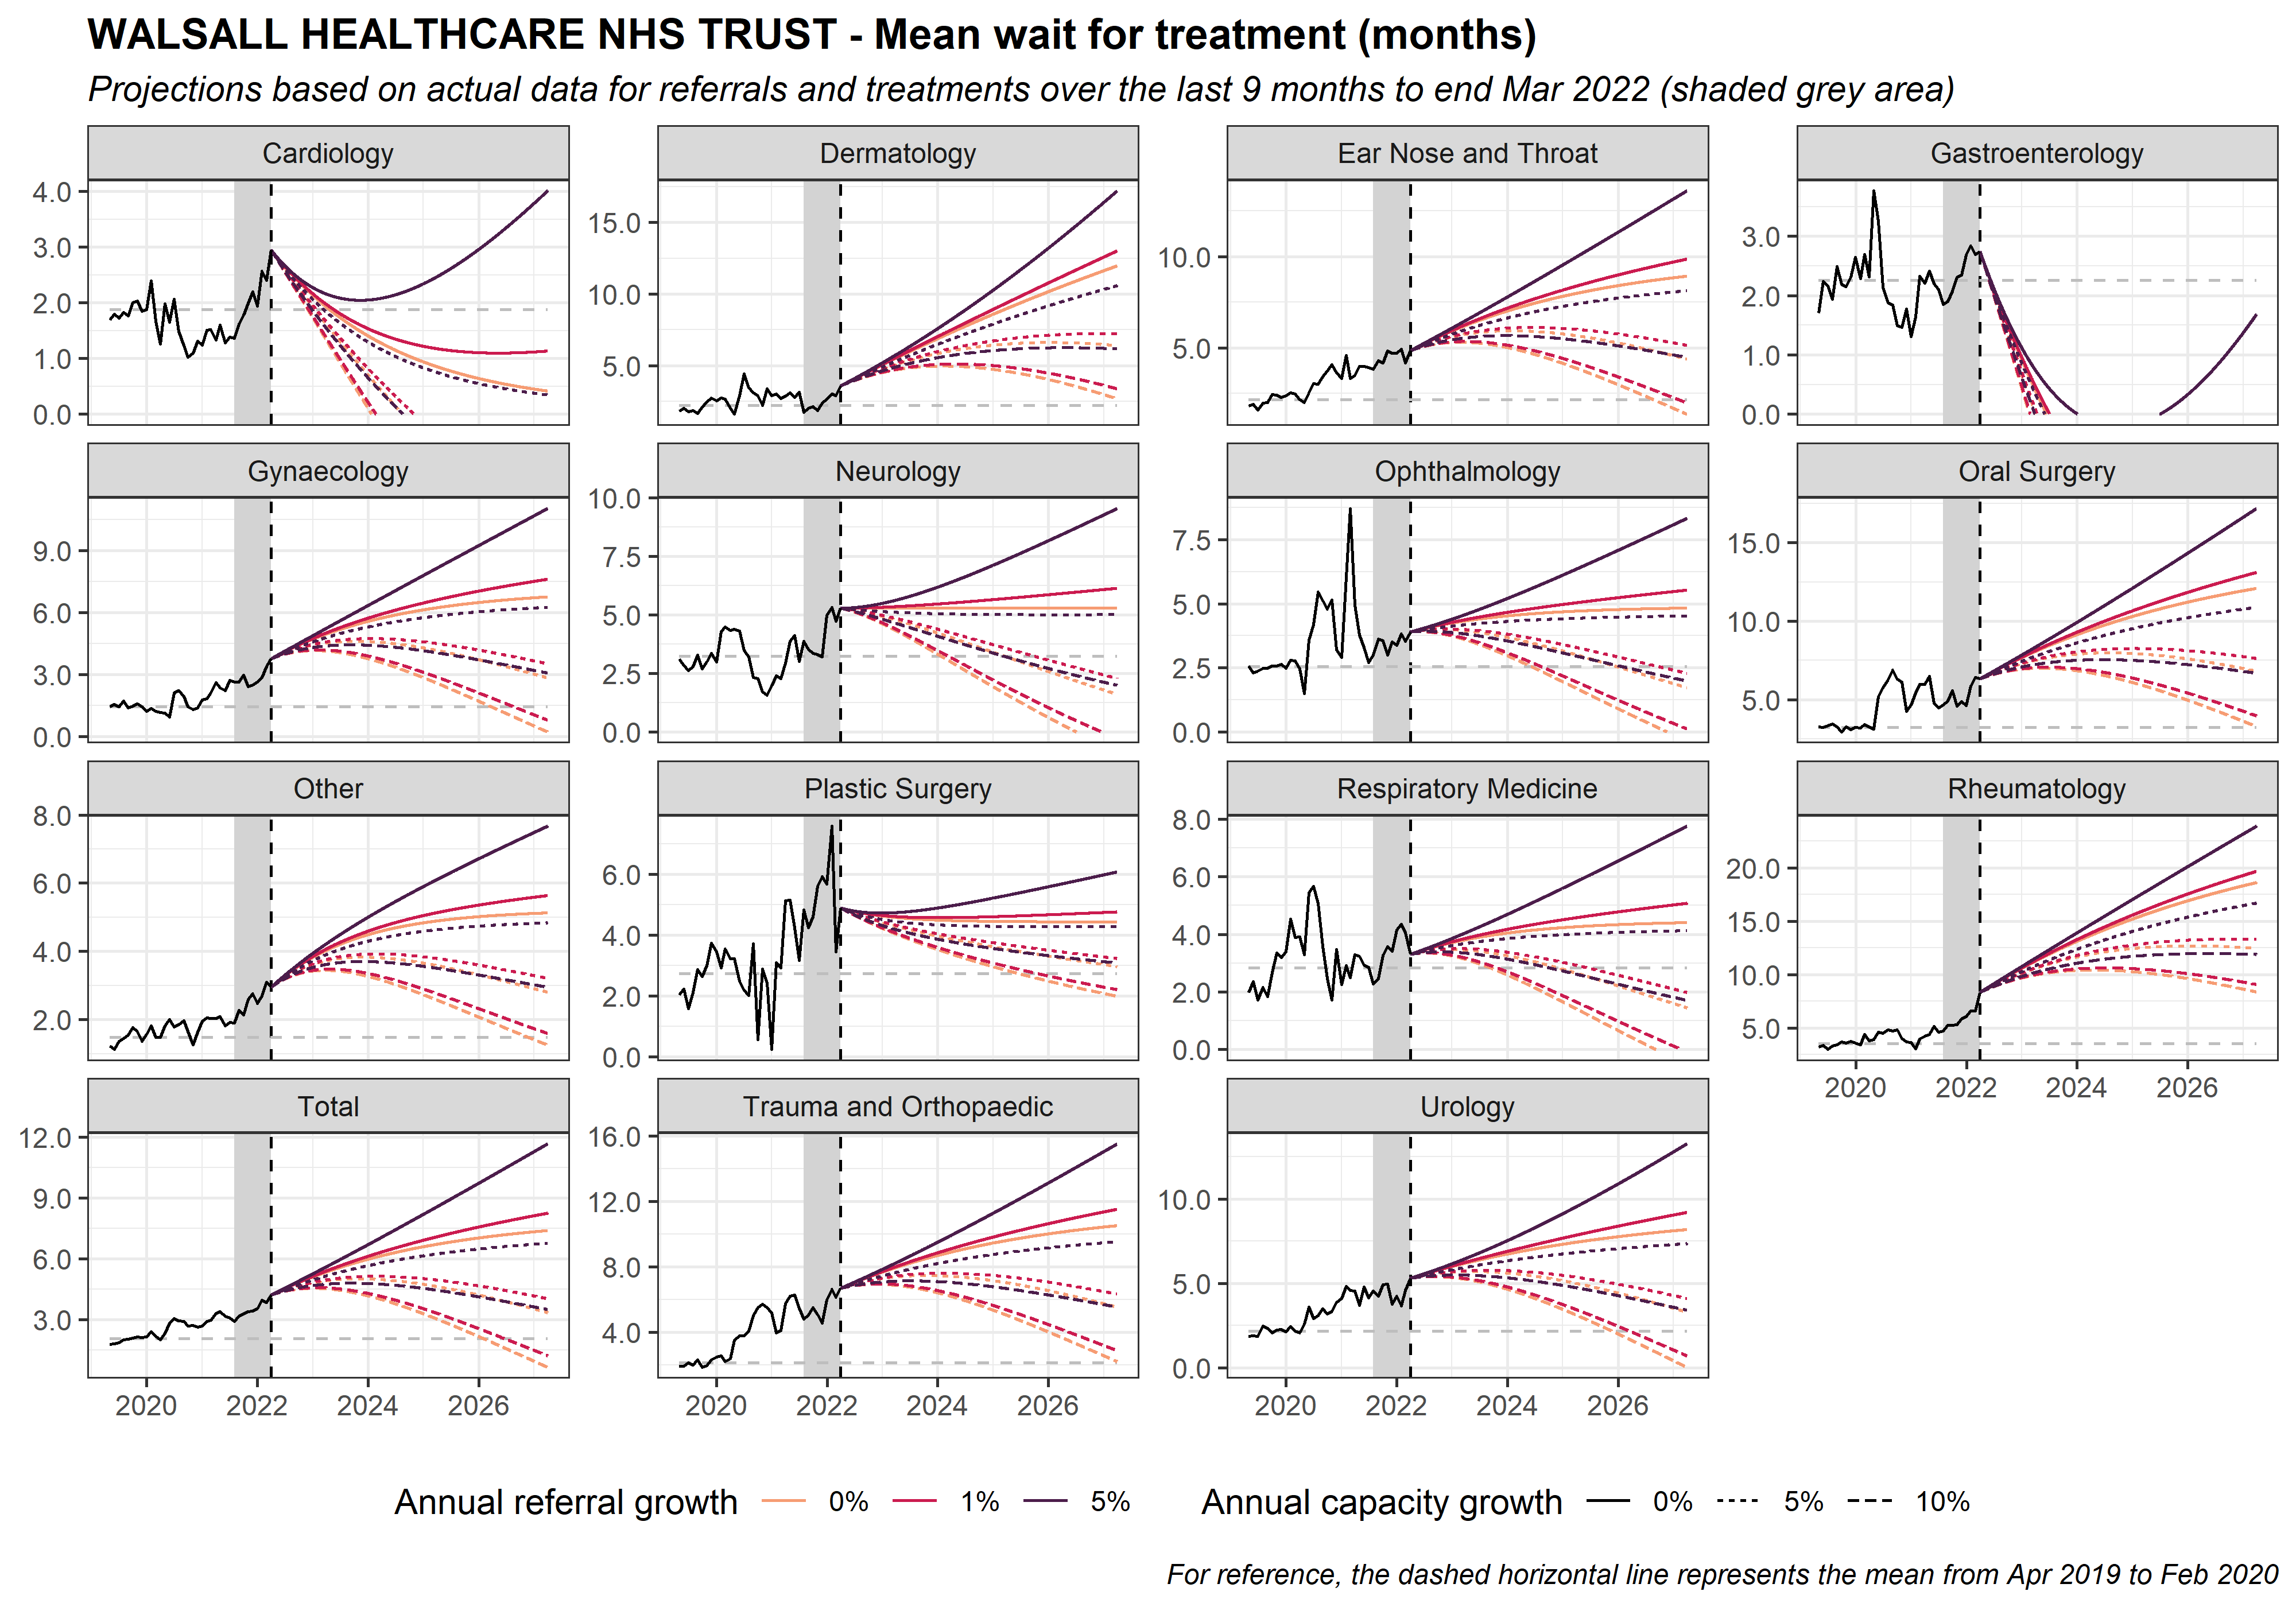 WALSALL HEALTHCARE NHS TRUST - Mean wait for treatment (months)
Projections based on actual data for referrals and treatments over the last 9 months to end Mar 2022 (shaded grey area)
Cardiology
4.0
3.0
2.0
1.0
0.0
Dermatology
15.0
10.0
5.0
Ear Nose and Throat
10.0
5.0
Gastroenterology
3.0
2.0
1.0
0.0
Gynaecology
9.0
6.0
3.0
0.0
Neurology
10.0
7.5
5.0
2.5
0.0
Ophthalmology
7.5
5.0
2.5
0.0
Oral Surgery
15.0
10.0
5.0
Other
8.0
6.0
4.0
2.0
Plastic Surgery
6.0
4.0
2.0
0.0
Respiratory Medicine
8.0
6.0
4.0
2.0
0.0
Rheumatology
20.0
15.0
10.0
5.0
2020 2022 2024 2026
Total
12.0
9.0
6.0
3.0
2020 2022 2024 2026
Trauma and Orthopaedic
16.0
12.0
8.0
4.0
2020 2022 2024 2026
Urology
10.0
5.0
0.0
2020 2022 2024 2026
Annual referral growth 0% 1% 5%
Annual capacity growth 0% 5% 10%
For reference, the dashed horizontal line represents the mean from Apr 2019 to Feb 2020